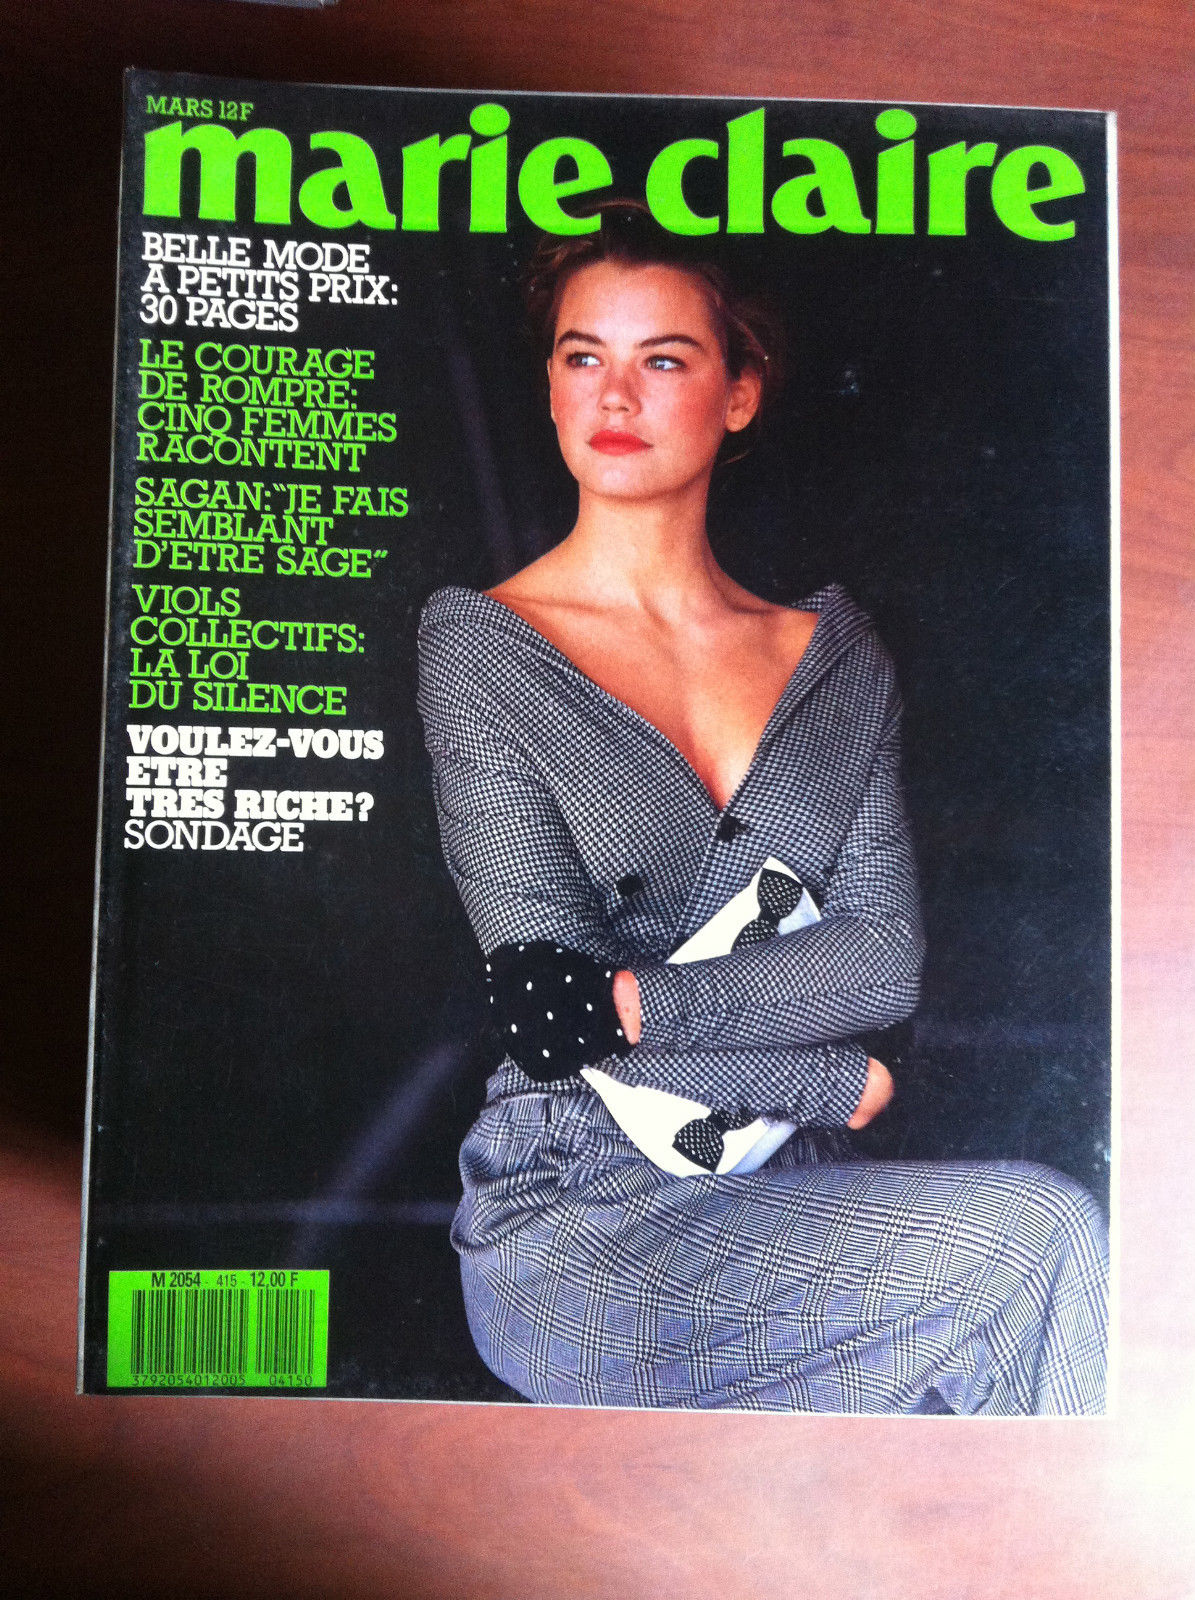 MARS 12F
marie claire
BELLE MODE
A PETITS PRIX:
30 PAGES
LE COURAGE
DE ROMPRE:
CINQ FEMMES
RACONTENT
SAGAN:"JE FAIS
SEMBLANT
D'ETRE SAGE"
VIOLS
COLLECTIFS:
LA LOI
DU SILENCE
VOULEZ-VOUS
ETRE
TRES RICHE?
SONDAGE
M 2054 - 415 - 12,00 F
3792054012005 04150